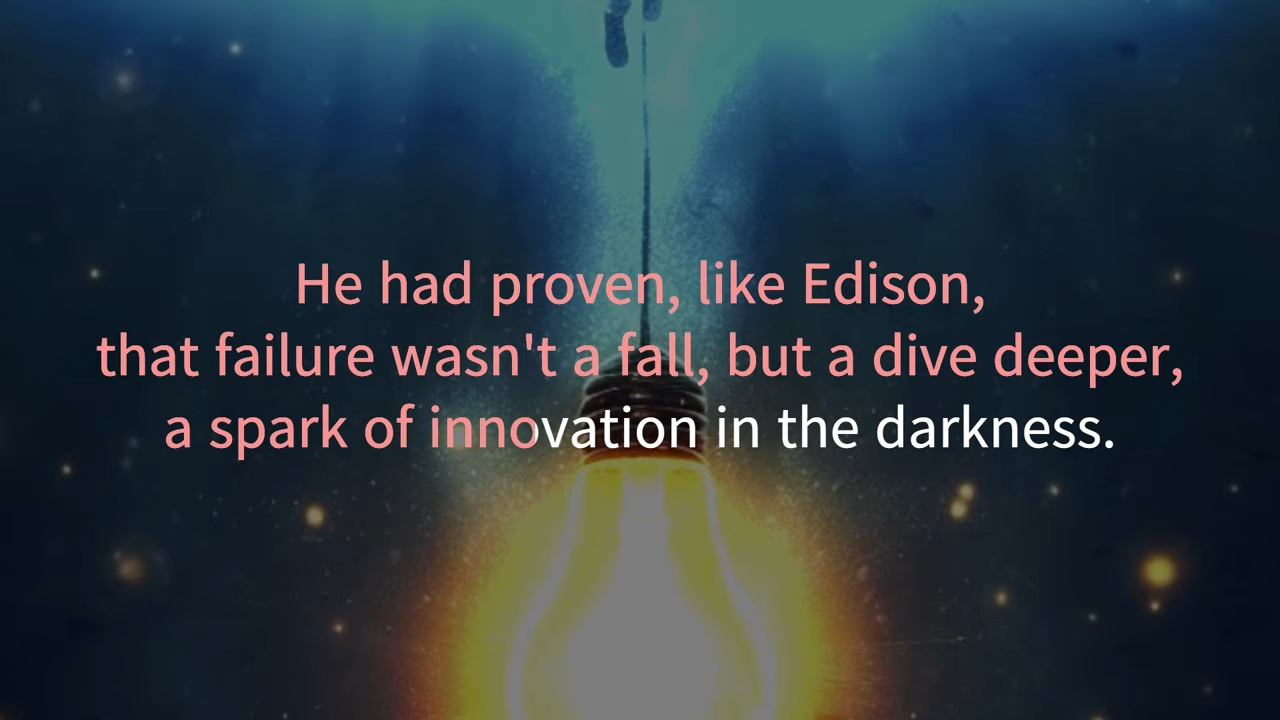 He had proven, like Edison,
that failure wasn't a fall, but a dive deeper,
a spark of innovation in the darkness.